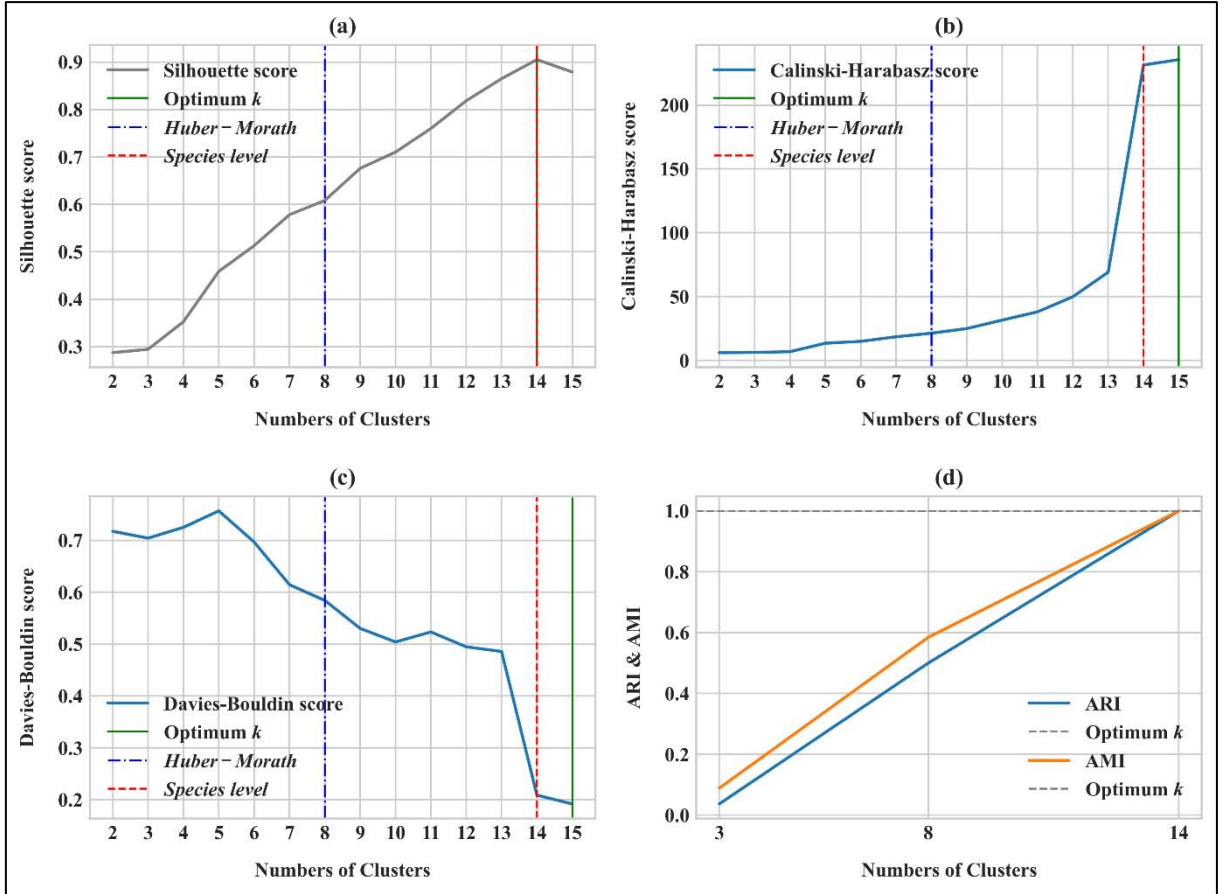 (a)
Silhouette score
0.9
0.8
0.7
0.6
0.5
0.4
0.3
Silhouette score
Optimum k
Huber − Morath
Species level
2 3 4 5 6 7 8 9 10 11 12 13 14 15
Numbers of Clusters
(b)
Calinski-Harabasz score
200
150
100
50
0
Calinski-Harabasz score
Optimum k
Huber − Morath
Species level
2 3 4 5 6 7 8 9 10 11 12 13 14 15
Numbers of Clusters
(c)
Davies-Bouldin score
0.7
0.6
0.5
0.4
0.3
0.2
Davies-Bouldin score
Optimum k
Huber − Morath
Species level
2 3 4 5 6 7 8 9 10 11 12 13 14 15
Numbers of Clusters
(d)
ARI & AMI
1.0
0.8
0.6
0.4
0.2
0.0
ARI
Optimum k
AMI
Optimum k
3 8 14
Numbers of Clusters